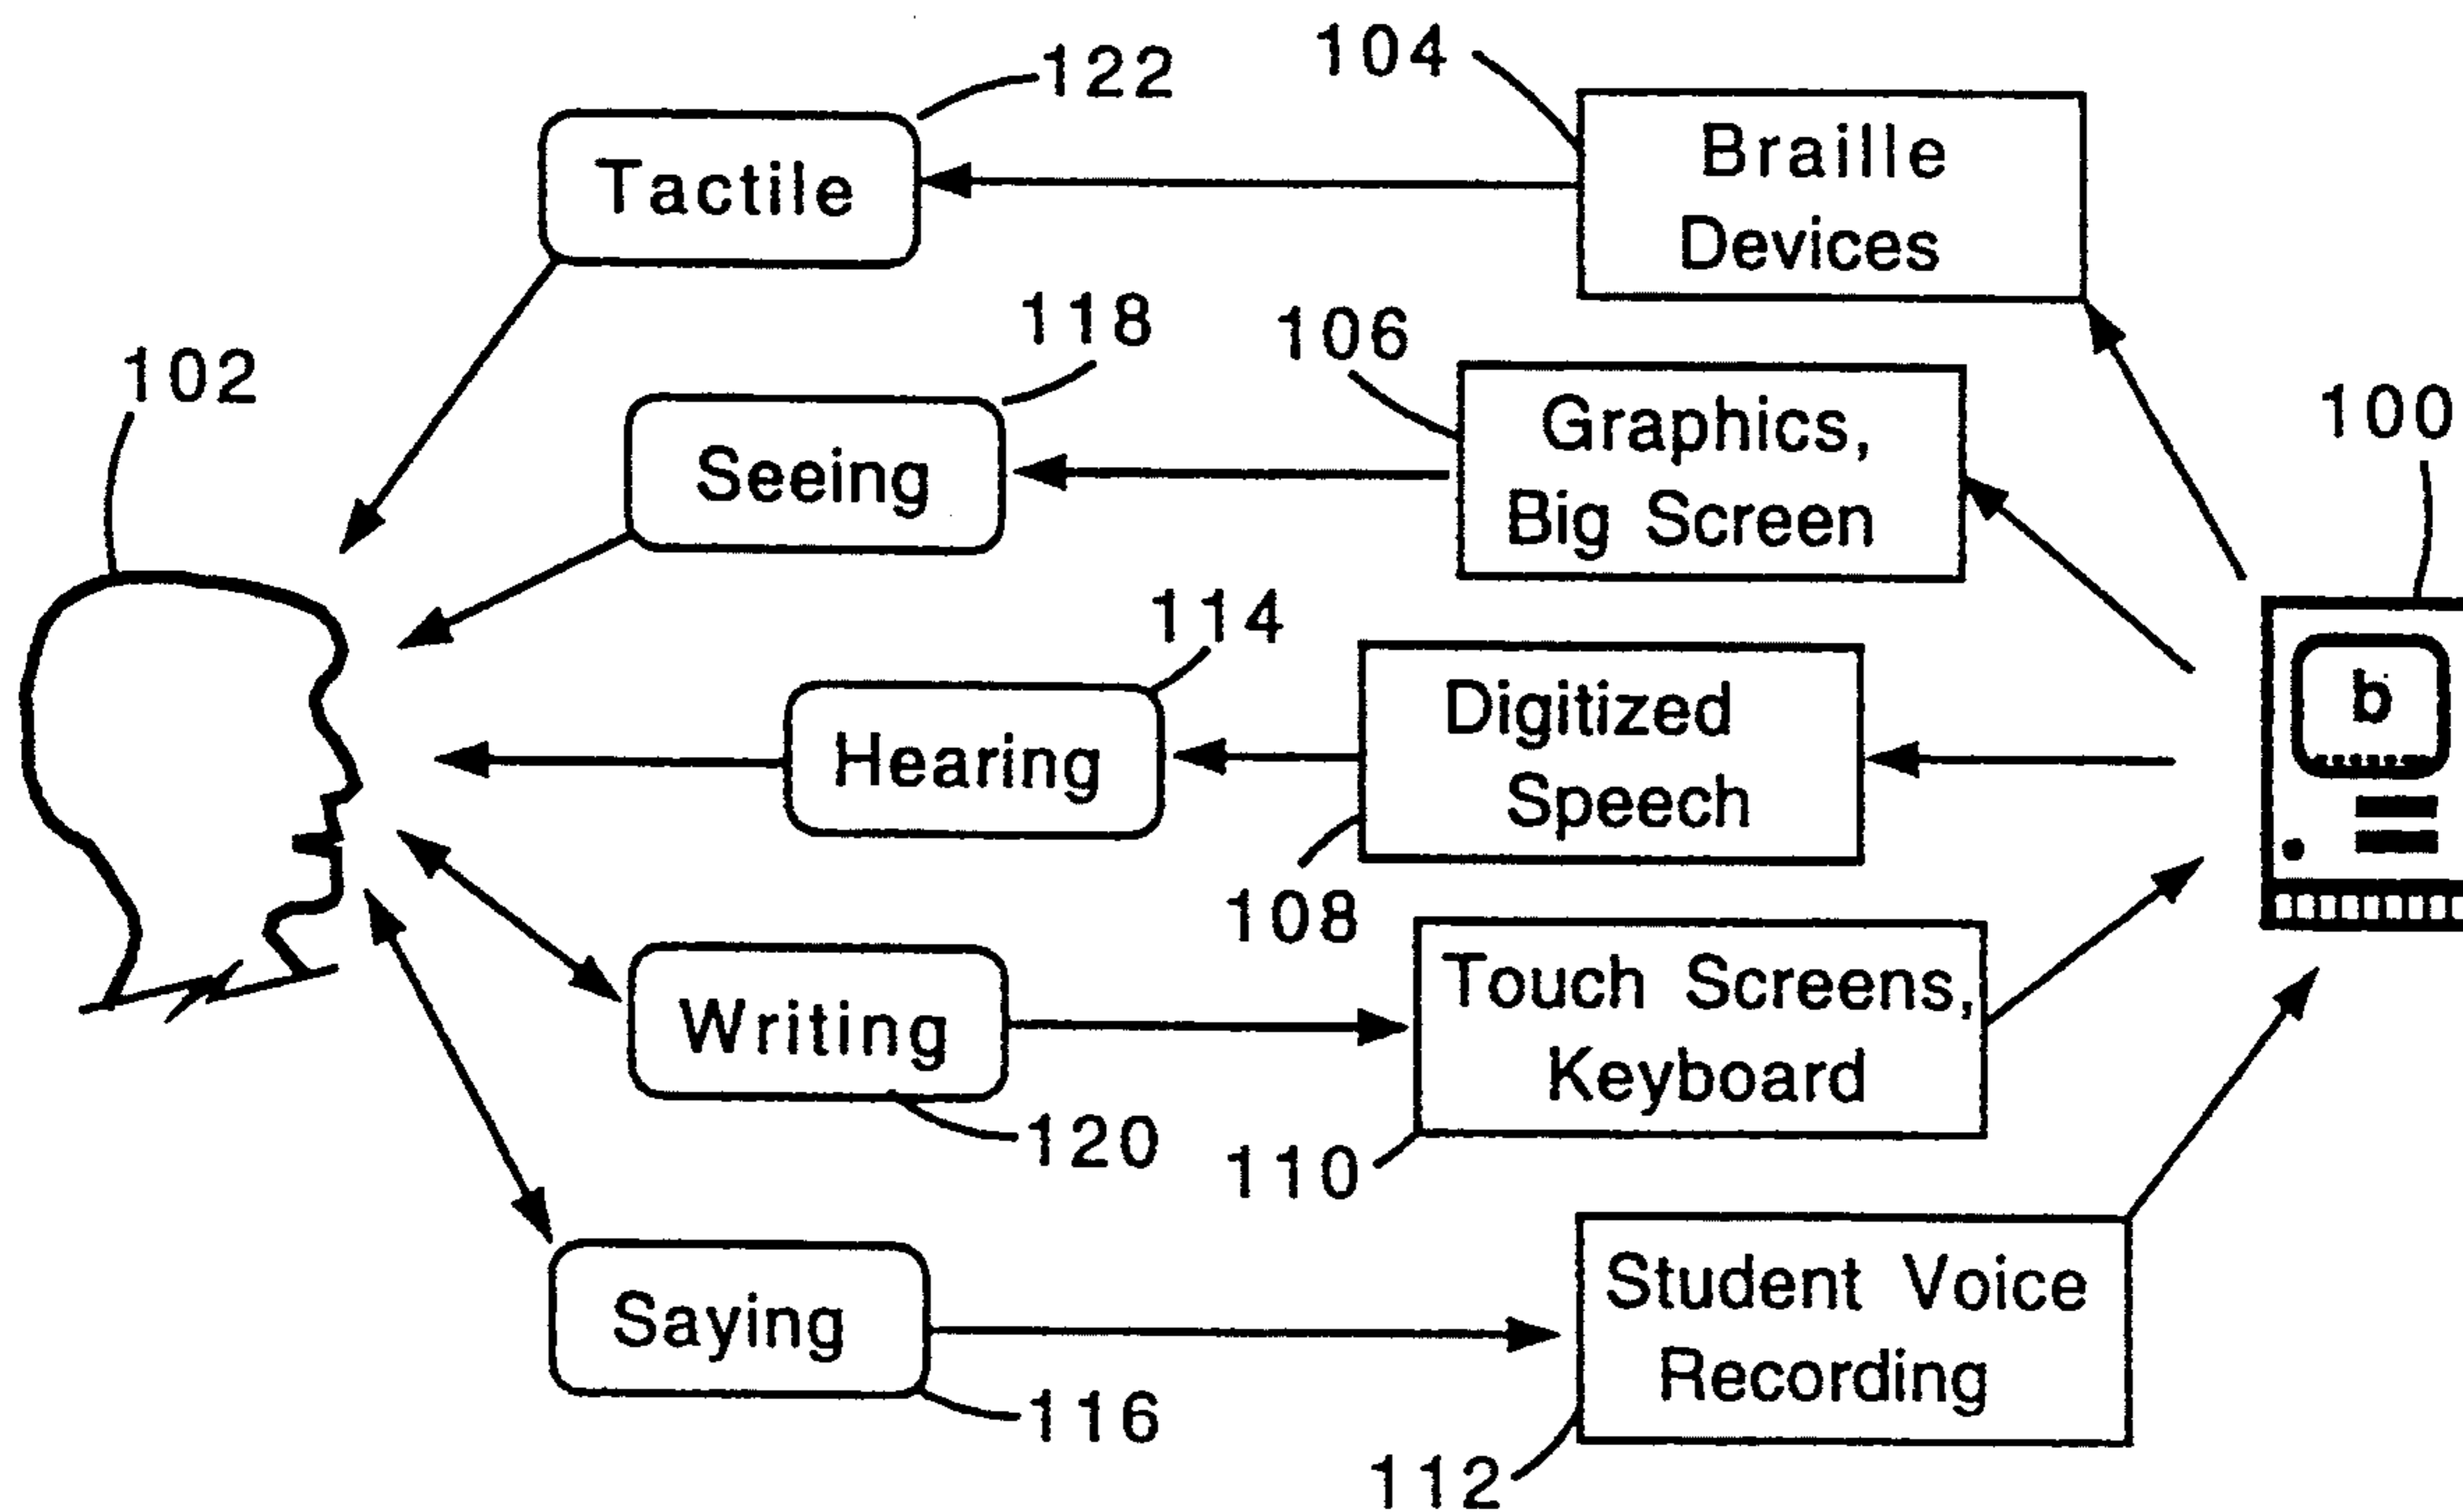 122
104
Tactile
Braille
Devices
118
106
102
Seeing
Graphics,
Big Screen
100
114
Hearing
Digitized
Speech
b
108
Writing
Touch Screens,
Keyboard
120
110
Saying
Student Voice
Recording
116
112